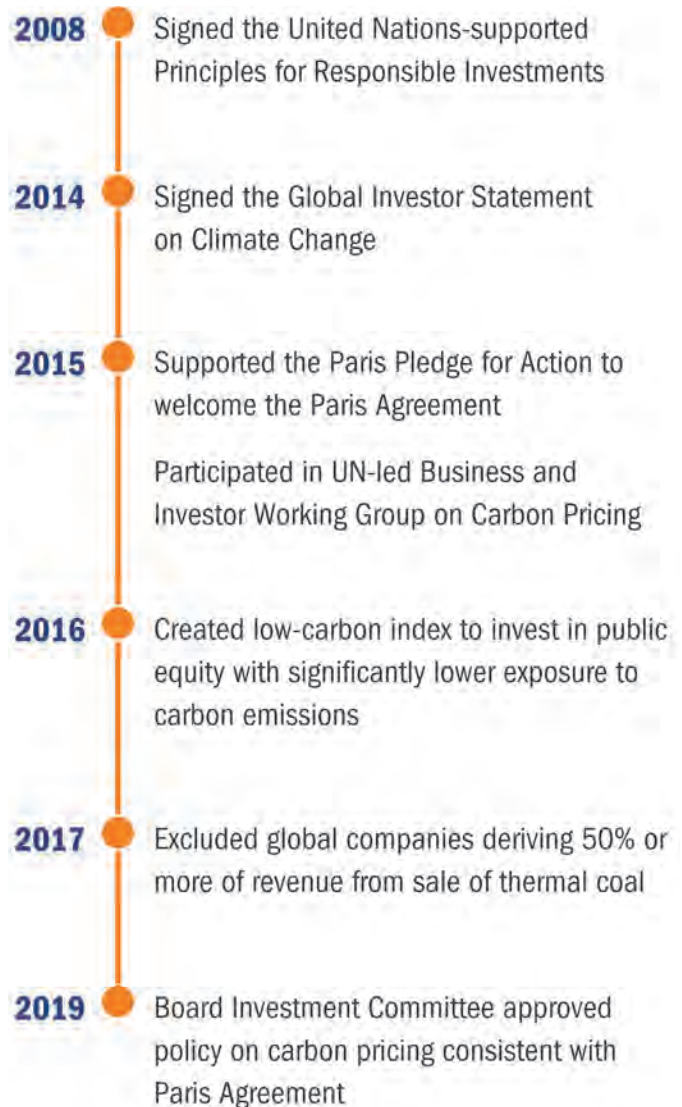 2008 Signed the United Nations-supported
Principles for Responsible Investments
2014 Signed the Global Investor Statement
on Climate Change
2015 Supported the Paris Pledge for Action to
welcome the Paris Agreement
Participated in UN-led Business and
Investor Working Group on Carbon Pricing
2016 Created low-carbon index to invest in public
equity with significantly lower exposure to
carbon emissions
2017 Excluded global companies deriving 50% or
more of revenue from sale of thermal coal
2019 Board Investment Committee approved
policy on carbon pricing consistent with
Paris Agreement